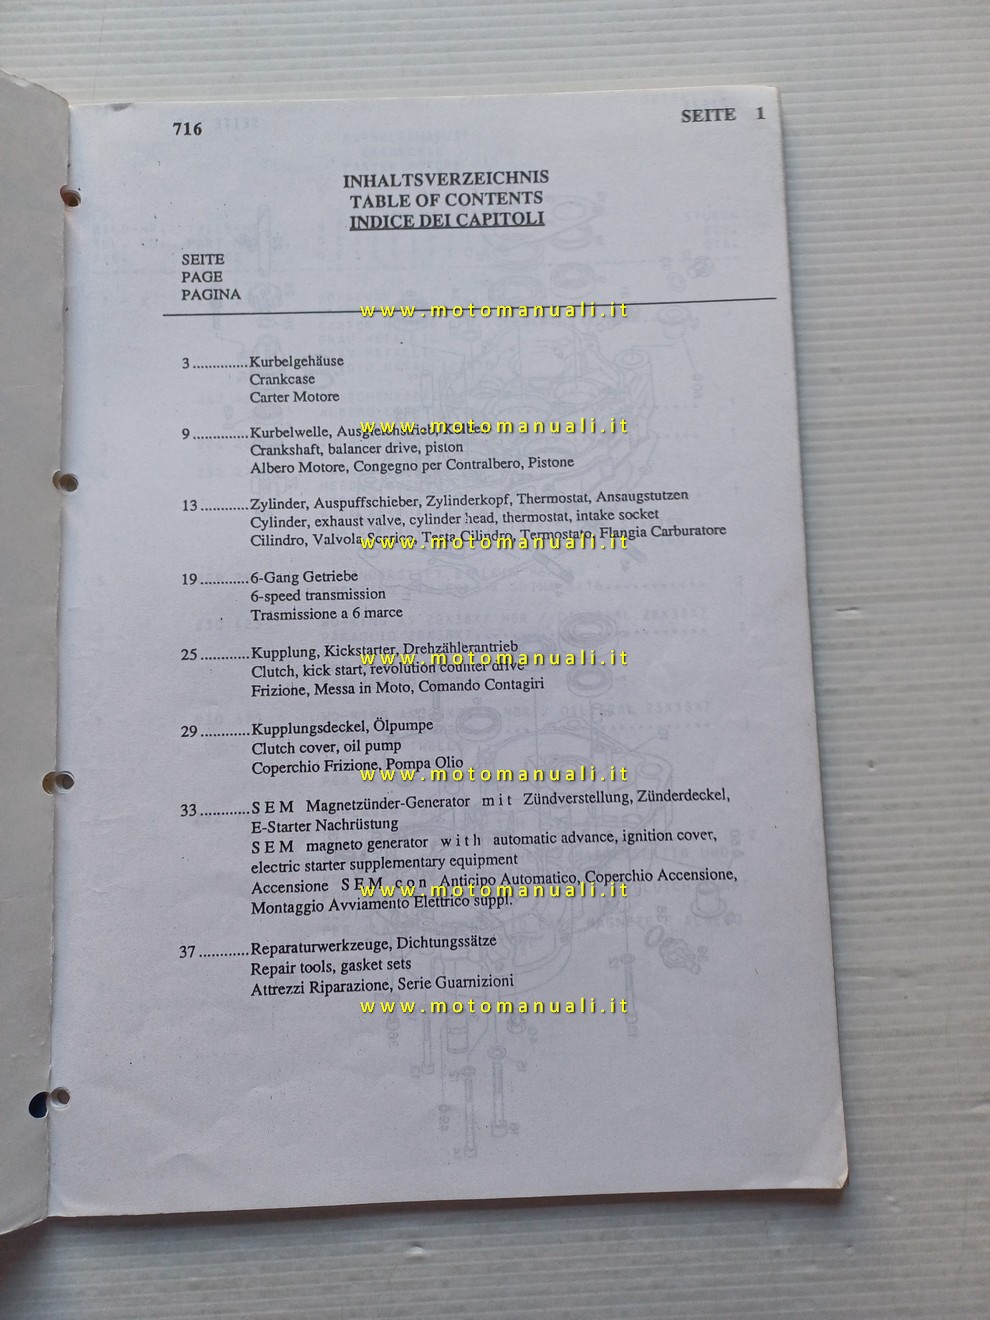 716
SEITE 1
INHALTSVERZEICHNIS
TABLE OF CONTENTS
INDICE DEI CAPITOLI
SEITE
PAGE
PAGINA
www.motomanuali.it
3.............Kurbelgehäuse
Crankcase
Carter Motore
www.motomanuali.it
9.............Kurbelwelle,
Crankshaft, balancer drive, piston
Albero Motore, Congegno per Contralbero, Pistone
13............Zylinder, Auspuffschieber, Zylinderkopf, Thermostat, Ansaugstutzen
Cylinder, exhaust valve, cylinder head, thermostat, intake socket
Cilindro, Valvola Scarico, Testa Cilindro, Termostato, Flangia Carburatore
www.motomanuali.it
19............6-Gang Getriebe
6-speed transmission
Trasmissione a 6 marce
25............Kupplung, Kickstarter, Drehzählerantrieb
www.motomanuali.it
Clutch, kick start, revolution counter drive
Frizione, Messa in Moto, Comando Contagiri
29............Kupplungsdeckel, Ölpumpe
Clutch cover, oil pump
Coperchio Frizione, Pompa Olio
www.motomanuali.it
33............S E M Magnetzünder-Generator m i t Zündverstellung, Zünderdeckel,
E-Starter Nachrüstung
S E M magneto generator w i t h automatic advance, ignition cover,
electric starter supplementary equipment
Accensione S E M c o n Anticipo Automatico, Coperchio Accensione,
www.motomanuali.it
Montaggio Avviamento Elettrico suppl.
37............Reparaturwerkzeuge, Dichtungssätze
Repair tools, gasket sets
Attrezzi Riparazione, Serie Guarnizioni
www.motomanuali.it